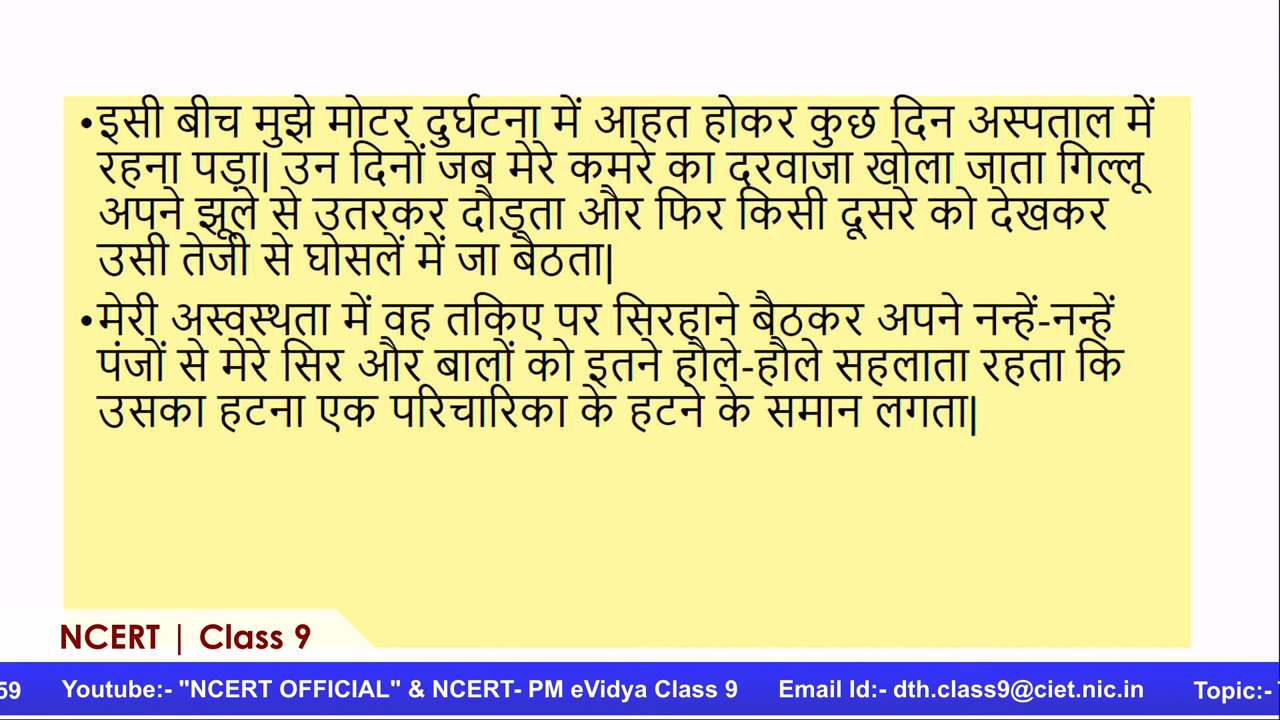 •इसी बीच मुझे मोटर दुर्घटना में आहत होकर कुछ दिन अस्पताल में
रहना पड़ा| उन दिनों जब मेरे कमरे का दरवाजा खोला जाता गिल्लू
अपने झूले से उतरकर दौड़ता और फिर किसी दूसरे को देखकर
उसी तेजी से घोसलें में जा बैठता|
•मेरी अस्वस्थता में वह तकिए पर सिरहाने बैठकर अपने नन्हें-नन्हें
पंजों से मेरे सिर और बालों को इतने हौले-हौले सहलाता रहता कि
उसका हटना एक परिचारिका के हटने के समान लगता|
NCERT | Class 9
59 Youtube:- "NCERT OFFICIAL" & NCERT- PM eVidya Class 9 Email Id:- dth.class9@ciet.nic.in Topic:-